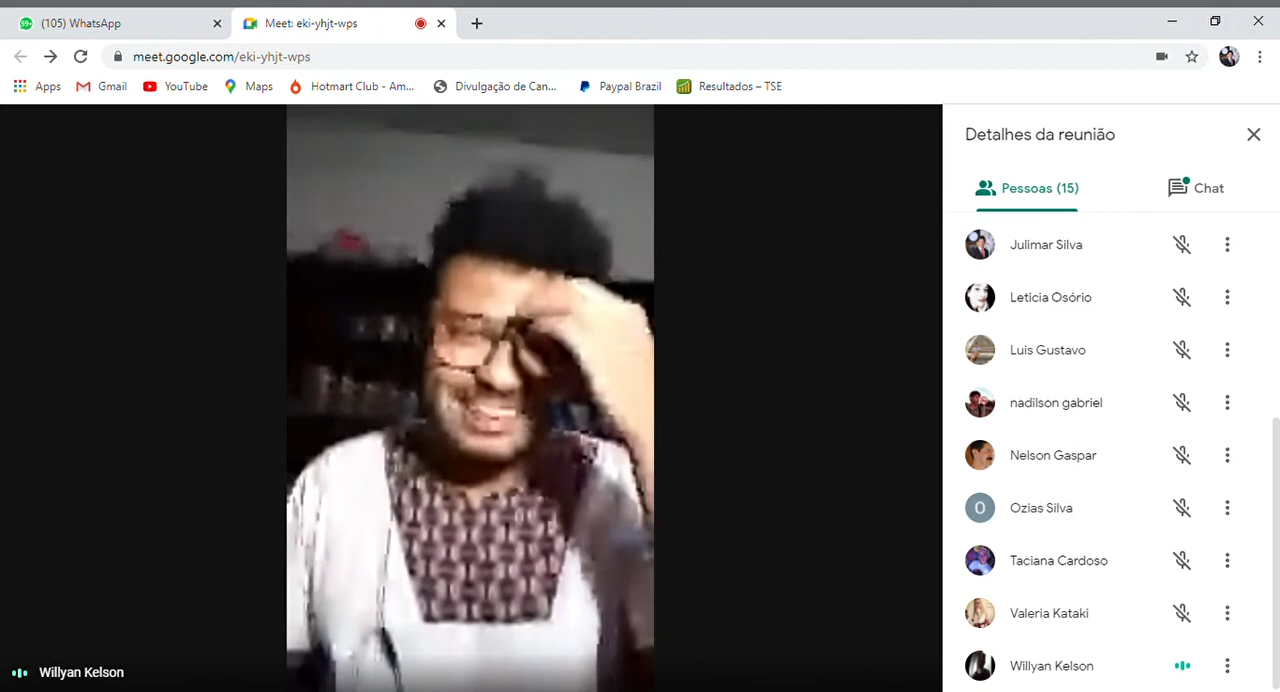 99+ (105) WhatsApp
Meet: eki-yhjt-wps
meet.google.com/eki-yhjt-wps
Apps Gmail YouTube Maps Hotmart Club - Am... Divulgação de Can... Paypal Brazil Resultados – TSE
Detalhes da reunião
Pessoas (15) Chat
Julimar Silva
Leticia Osório
Luis Gustavo
nadilson gabriel
Nelson Gaspar
O Ozias Silva
Taciana Cardoso
Valeria Kataki
Willyan Kelson
Willyan Kelson